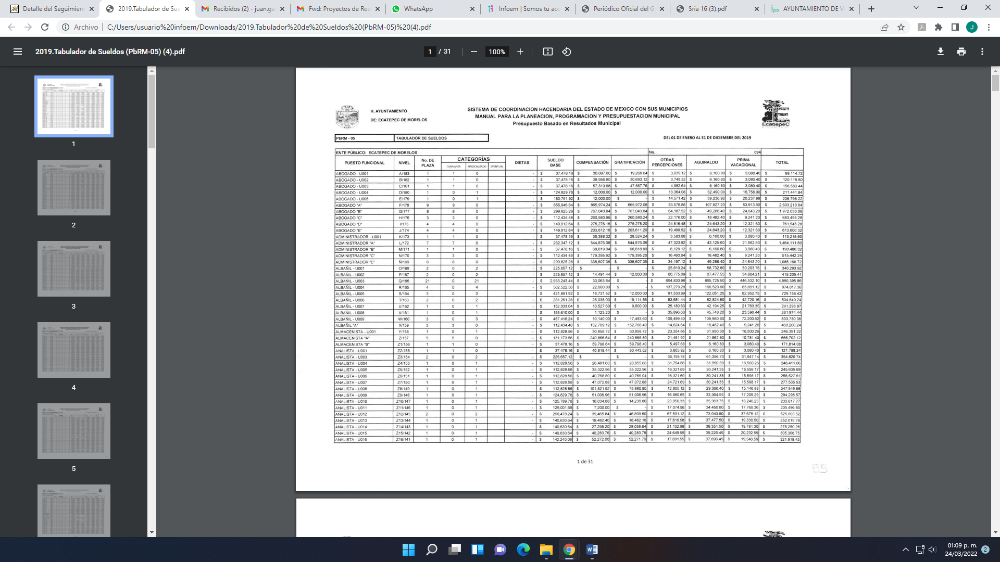 Detalle del Seguimient
2019.Tabulador de Sue
Recibidos (2) - juan.ga
Fwd: Proyectos de Res
WhatsApp
Infoem | Somos tu acc
Periódico Oficial del G
Sria 16 (3).pdf
AYUNTAMIENTO DE V
Archivo
C:/Users/usuario%20infoem/Downloads/2019.Tabulador%20de%20Sueldos%20(PbRM-05)%20(4).pdf
J
2019.Tabulador de Sueldos (PbRM-05) (4).pdf
1 / 31
100%
1
2
3
4
5
H. AYUNTAMIENTO
DE: ECATEPEC DE MORELOS
SISTEMA DE COORDINACION HACENDARIA DEL ESTADO DE MEXICO CON SUS MUNICIPIOS
MANUAL PARA LA PLANEACION, PROGRAMACION Y PRESUPUESTACION MUNICIPAL
Presupuesto Basado en Resultados Municipal
EcatepeC
PbRM - 05 TABULADOR DE SUELDOS
DEL 01 DE ENERO AL 31 DE DICIEMBRE DEL 2019
ENTE PÚBLICO: ECATEPEC DE MORELOS No. 094
PUESTO FUNCIONAL NIVEL No. DE PLAZA CATEGORÍAS CONFIANZA SINDICALIZADO EVENTUAL DIETAS SUELDO BASE COMPENSACIÓN GRATIFICACIÓN OTRAS PERCEPCIONES AGUINALDO PRIMA VACACIONAL TOTAL
ABOGADO - U001 A/183 1 1 0 - $ 37,478.16 $ 30,087.60 $ 19,268.64 $ 3,039.12 $ 6,160.80 $ 3,080.40 $ 99,114.72
ABOGADO - U002 B/182 1 1 0 - $ 37,478.16 $ 38,956.80 $ 30,693.12 $ 3,749.52 $ 6,160.80 $ 3,080.40 $ 120,118.80
ABOGADO - U003 C/181 1 1 0 - $ 37,478.16 $ 57,313.68 $ 47,567.76 $ 4,982.64 $ 6,160.80 $ 3,080.40 $ 156,583.44
ABOGADO - U004 D/180 1 0 1 - $ 124,829.76 $ 12,000.00 $ 12,000.00 $ 13,364.08 $ 32,490.00 $ 16,758.00 $ 211,441.84
ABOGADO - U005 E/179 1 0 1 - $ 150,751.92 $ 12,000.00 $ - $ 14,571.42 $ 39,236.90 $ 20,237.98 $ 236,798.22
ABOGADO "A" F/178 9 9 0 - $ 655,946.64 $ 865,974.24 $ 865,972.08 $ 83,576.88 $ 107,827.20 $ 53,913.60 $ 2,633,210.64
ABOGADO "B" G/177 8 8 0 - $ 299,825.28 $ 767,043.84 $ 767,043.84 $ 64,187.52 $ 49,286.40 $ 24,643.20 $ 1,972,030.08
ABOGADO "C" H/176 3 3 0 - $ 112,434.48 $ 260,580.96 $ 260,580.24 $ 22,176.00 $ 18,482.40 $ 9,241.20 $ 683,495.28
ABOGADO "D" I/175 4 4 0 - $ 149,912.64 $ 275,276.16 $ 275,275.20 $ 24,516.48 $ 24,643.20 $ 12,321.60 $ 761,945.28
ABOGADO "E" J/174 4 4 0 - $ 149,912.64 $ 203,612.16 $ 203,611.20 $ 19,499.52 $ 24,643.20 $ 12,321.60 $ 613,600.32
ADMINISTRADOR - U001 K/173 1 1 0 - $ 37,478.16 $ 36,388.32 $ 28,524.24 $ 3,583.68 $ 6,160.80 $ 3,080.40 $ 115,215.60
ADMINISTRADOR "A" L/172 7 7 0 - $ 262,347.12 $ 544,876.08 $ 544,876.08 $ 47,323.92 $ 43,125.60 $ 21,562.80 $ 1,464,111.60
ADMINISTRADOR "B" M/171 1 1 0 - $ 37,478.16 $ 68,819.04 $ 68,818.80 $ 6,129.12 $ 6,160.80 $ 3,080.40 $ 190,486.32
ADMINISTRADOR "C" N/170 3 3 0 - $ 112,434.48 $ 179,395.92 $ 179,395.20 $ 16,493.04 $ 18,482.40 $ 9,241.20 $ 515,442.24
ADMINISTRADOR "E" Ñ/169 8 8 0 - $ 299,825.28 $ 338,607.36 $ 338,607.36 $ 34,197.12 $ 49,286.40 $ 24,643.20 $ 1,085,166.72
ALBAÑIL - U001 O/168 2 0 2 - $ 225,657.12 $ - $ - $ 25,610.24 $ 58,732.80 $ 30,293.76 $ 340,293.92
ALBAÑIL - U002 P/167 2 0 2 - $ 225,657.12 $ 14,491.44 $ 12,000.00 $ 60,775.09 $ 67,477.55 $ 34,804.21 $ 415,205.41
ALBAÑIL - U003 Q/166 21 0 21 - $ 2,953,243.44 $ 30,063.84 $ - $ 694,830.98 $ 865,725.50 $ 446,532.10 $ 4,990,395.86
ALBAÑIL - U004 R/165 4 0 4 - $ 562,522.56 $ 22,600.80 $ - $ 137,279.28 $ 166,523.60 $ 85,891.12 $ 974,817.36
ALBAÑIL - U005 S/164 3 0 3 - $ 421,891.92 $ 18,731.52 $ 12,000.00 $ 91,530.99 $ 122,051.25 $ 62,952.75 $ 729,158.43
ALBAÑIL - U006 T/163 2 0 2 - $ 281,261.28 $ 25,038.00 $ 19,114.56 $ 83,681.44 $ 82,824.80 $ 42,720.16 $ 534,640.24
ALBAÑIL - U007 U/162 1 0 1 - $ 152,033.04 $ 10,527.60 $ 9,600.00 $ 25,180.63 $ 42,194.25 $ 21,763.35 $ 261,298.87
ALBAÑIL - U008 V/161 1 0 1 - $ 155,610.00 $ 1,123.20 $ - $ 35,896.60 $ 45,748.20 $ 23,596.44 $ 261,974.44
ALBAÑIL - U009 W/160 3 0 3 - $ 487,416.24 $ 10,140.00 $ 17,493.60 $ 106,499.40 $ 139,980.60 $ 72,200.52 $ 833,730.36
ALBAÑIL "A" X/159 3 3 0 - $ 112,434.48 $ 152,709.12 $ 152,708.40 $ 14,624.64 $ 18,482.40 $ 9,241.20 $ 460,200.24
ALMACENISTA - U001 Y/158 1 0 1 - $ 112,828.56 $ 30,858.72 $ 30,858.72 $ 23,354.66 $ 31,990.30 $ 16,500.26 $ 246,391.22
ALMACENISTA "A" Z/157 5 5 0 - $ 131,173.56 $ 240,866.64 $ 240,865.80 $ 21,451.92 $ 21,562.80 $ 10,781.40 $ 666,702.12
ALMACENISTA "B" Z1/156 1 1 0 - $ 37,478.16 $ 59,798.64 $ 59,798.40 $ 5,497.68 $ 6,160.80 $ 3,080.40 $ 171,814.08
ANALISTA - U001 Z2/155 1 1 0 - $ 37,478.16 $ 40,819.44 $ 30,443.52 $ 3,805.92 $ 6,160.80 $ 3,080.40 $ 121,788.24
ANALISTA - U003 Z3/154 2 0 2 - $ 225,657.12 $ - $ - $ 36,159.78 $ 61,356.70 $ 31,647.14 $ 354,820.74
ANALISTA - U004 Z4/153 1 0 1 - $ 112,828.56 $ 26,481.60 $ 28,855.68 $ 31,754.66 $ 31,990.30 $ 16,500.26 $ 248,411.06
ANALISTA - U005 Z5/152 1 0 1 - $ 112,828.56 $ 35,322.96 $ 35,322.96 $ 16,321.69 $ 30,241.35 $ 15,598.17 $ 245,635.69
ANALISTA - U006 Z6/151 1 0 1 - $ 112,828.56 $ 40,768.80 $ 40,769.04 $ 16,321.69 $ 30,241.35 $ 15,598.17 $ 256,527.61
ANALISTA - U007 Z7/150 1 0 1 - $ 112,828.56 $ 47,072.88 $ 47,072.88 $ 24,721.69 $ 30,241.35 $ 15,598.17 $ 277,535.53
ANALISTA - U008 Z8/149 1 0 1 - $ 112,828.56 $ 101,521.92 $ 75,880.80 $ 12,805.12 $ 29,366.40 $ 15,146.88 $ 347,549.68
ANALISTA - U009 Z9/148 1 0 1 - $ 124,829.76 $ 51,006.96 $ 51,006.96 $ 16,880.65 $ 33,364.95 $ 17,209.29 $ 294,298.57
ANALISTA - U010 Z10/147 1 0 1 - $ 125,789.76 $ 16,034.88 $ 14,230.80 $ 23,958.33 $ 35,363.75 $ 18,240.25 $ 233,617.77
ANALISTA - U011 Z11/146 1 0 1 - $ 129,001.68 $ 7,200.00 $ - $ 17,074.96 $ 34,450.80 $ 17,769.36 $ 205,496.80
ANALISTA - U012 Z12/145 2 0 2 - $ 260,478.24 $ 39,465.84 $ 46,809.60 $ 67,531.12 $ 73,043.60 $ 37,675.12 $ 525,003.52
ANALISTA - U013 Z13/144 1 0 1 - $ 140,630.64 $ 18,482.40 $ 18,482.16 $ 17,616.58 $ 37,477.50 $ 19,330.50 $ 252,019.78
ANALISTA - U014 Z14/143 1 0 1 - $ 140,630.64 $ 27,295.20 $ 28,058.64 $ 21,132.98 $ 38,351.50 $ 19,781.30 $ 275,250.26
ANALISTA - U015 Z15/142 1 0 1 - $ 140,630.64 $ 40,283.76 $ 40,283.76 $ 24,649.55 $ 39,226.45 $ 20,232.59 $ 305,306.75
ANALISTA - U016 Z16/141 1 0 1 - $ 142,240.08 $ 52,272.00 $ 52,271.76 $ 17,691.55 $ 37,896.45 $ 19,546.59 $ 321,918.43
1 de 31
55
01:09 p. m.
24/03/2022
2